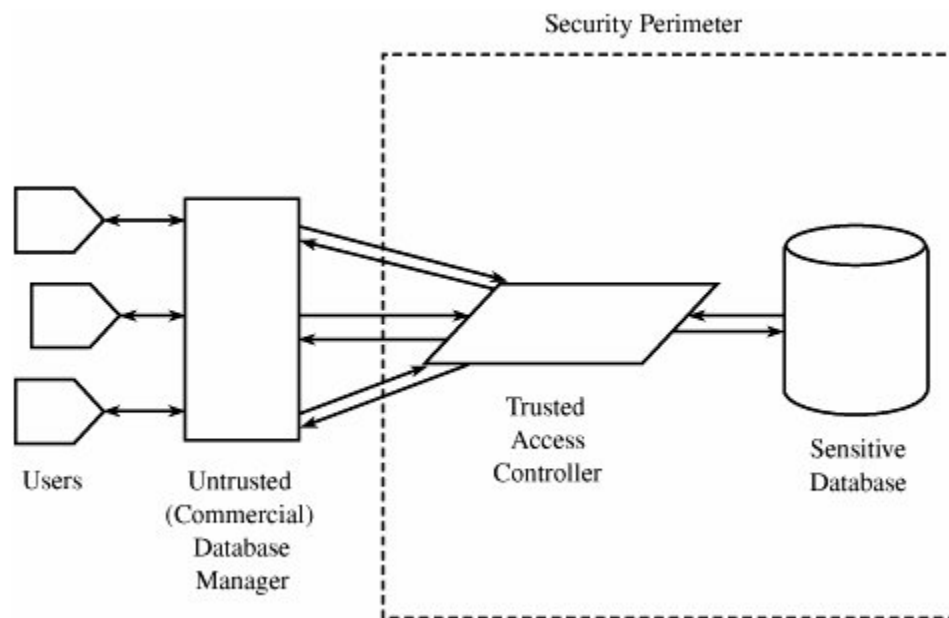 Security Perimeter
Users
Untrusted
(Commercial)
Database
Manager
Trusted
Access
Controller
Sensitive
Database